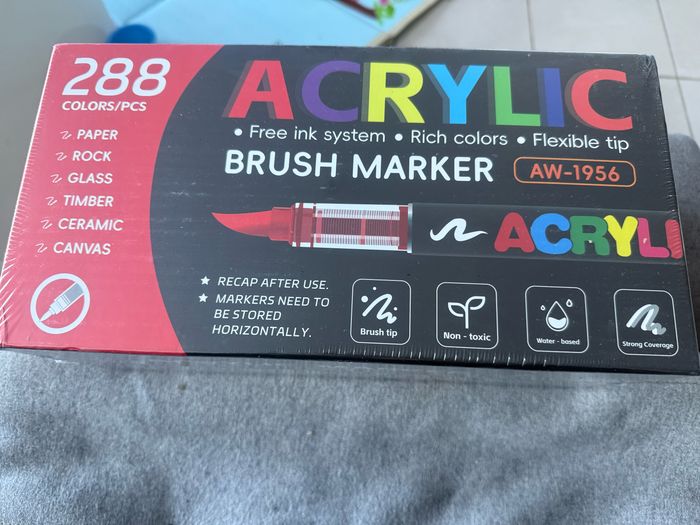 288
COLORS/PCS
PAPER
ROCK
GLASS
TIMBER
CERAMIC
CANVAS
ACRYLIC
• Free ink system • Rich colors • Flexible tip
BRUSH MARKER AW-1956
ACRYLI
★ RECAP AFTER USE.
★ MARKERS NEED TO
BE STORED
HORIZONTALLY.
Brush tip
Non - toxic
Water - based
Strong Coverage